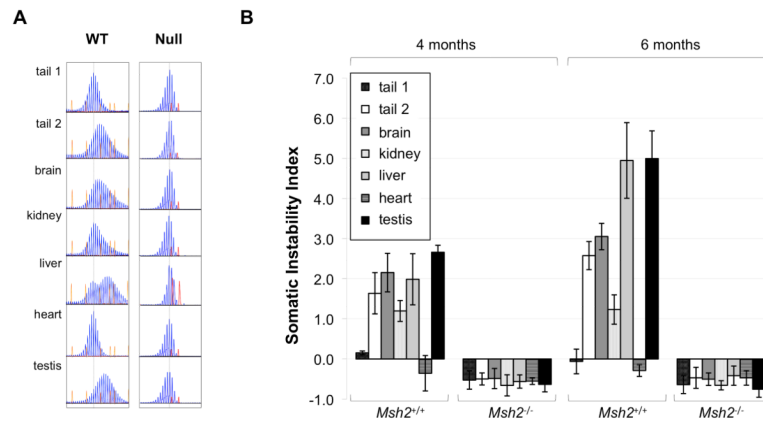 A
WT
Null
tail 1
tail 2
brain
kidney
liver
heart
testis
B
4 months
6 months
Somatic Instability Index
7.0
6.0
5.0
4.0
3.0
2.0
1.0
0.0
-1.0
tail 1
tail 2
brain
kidney
liver
heart
testis
Msh2+/+
Msh2-/-
Msh2+/+
Msh2-/-